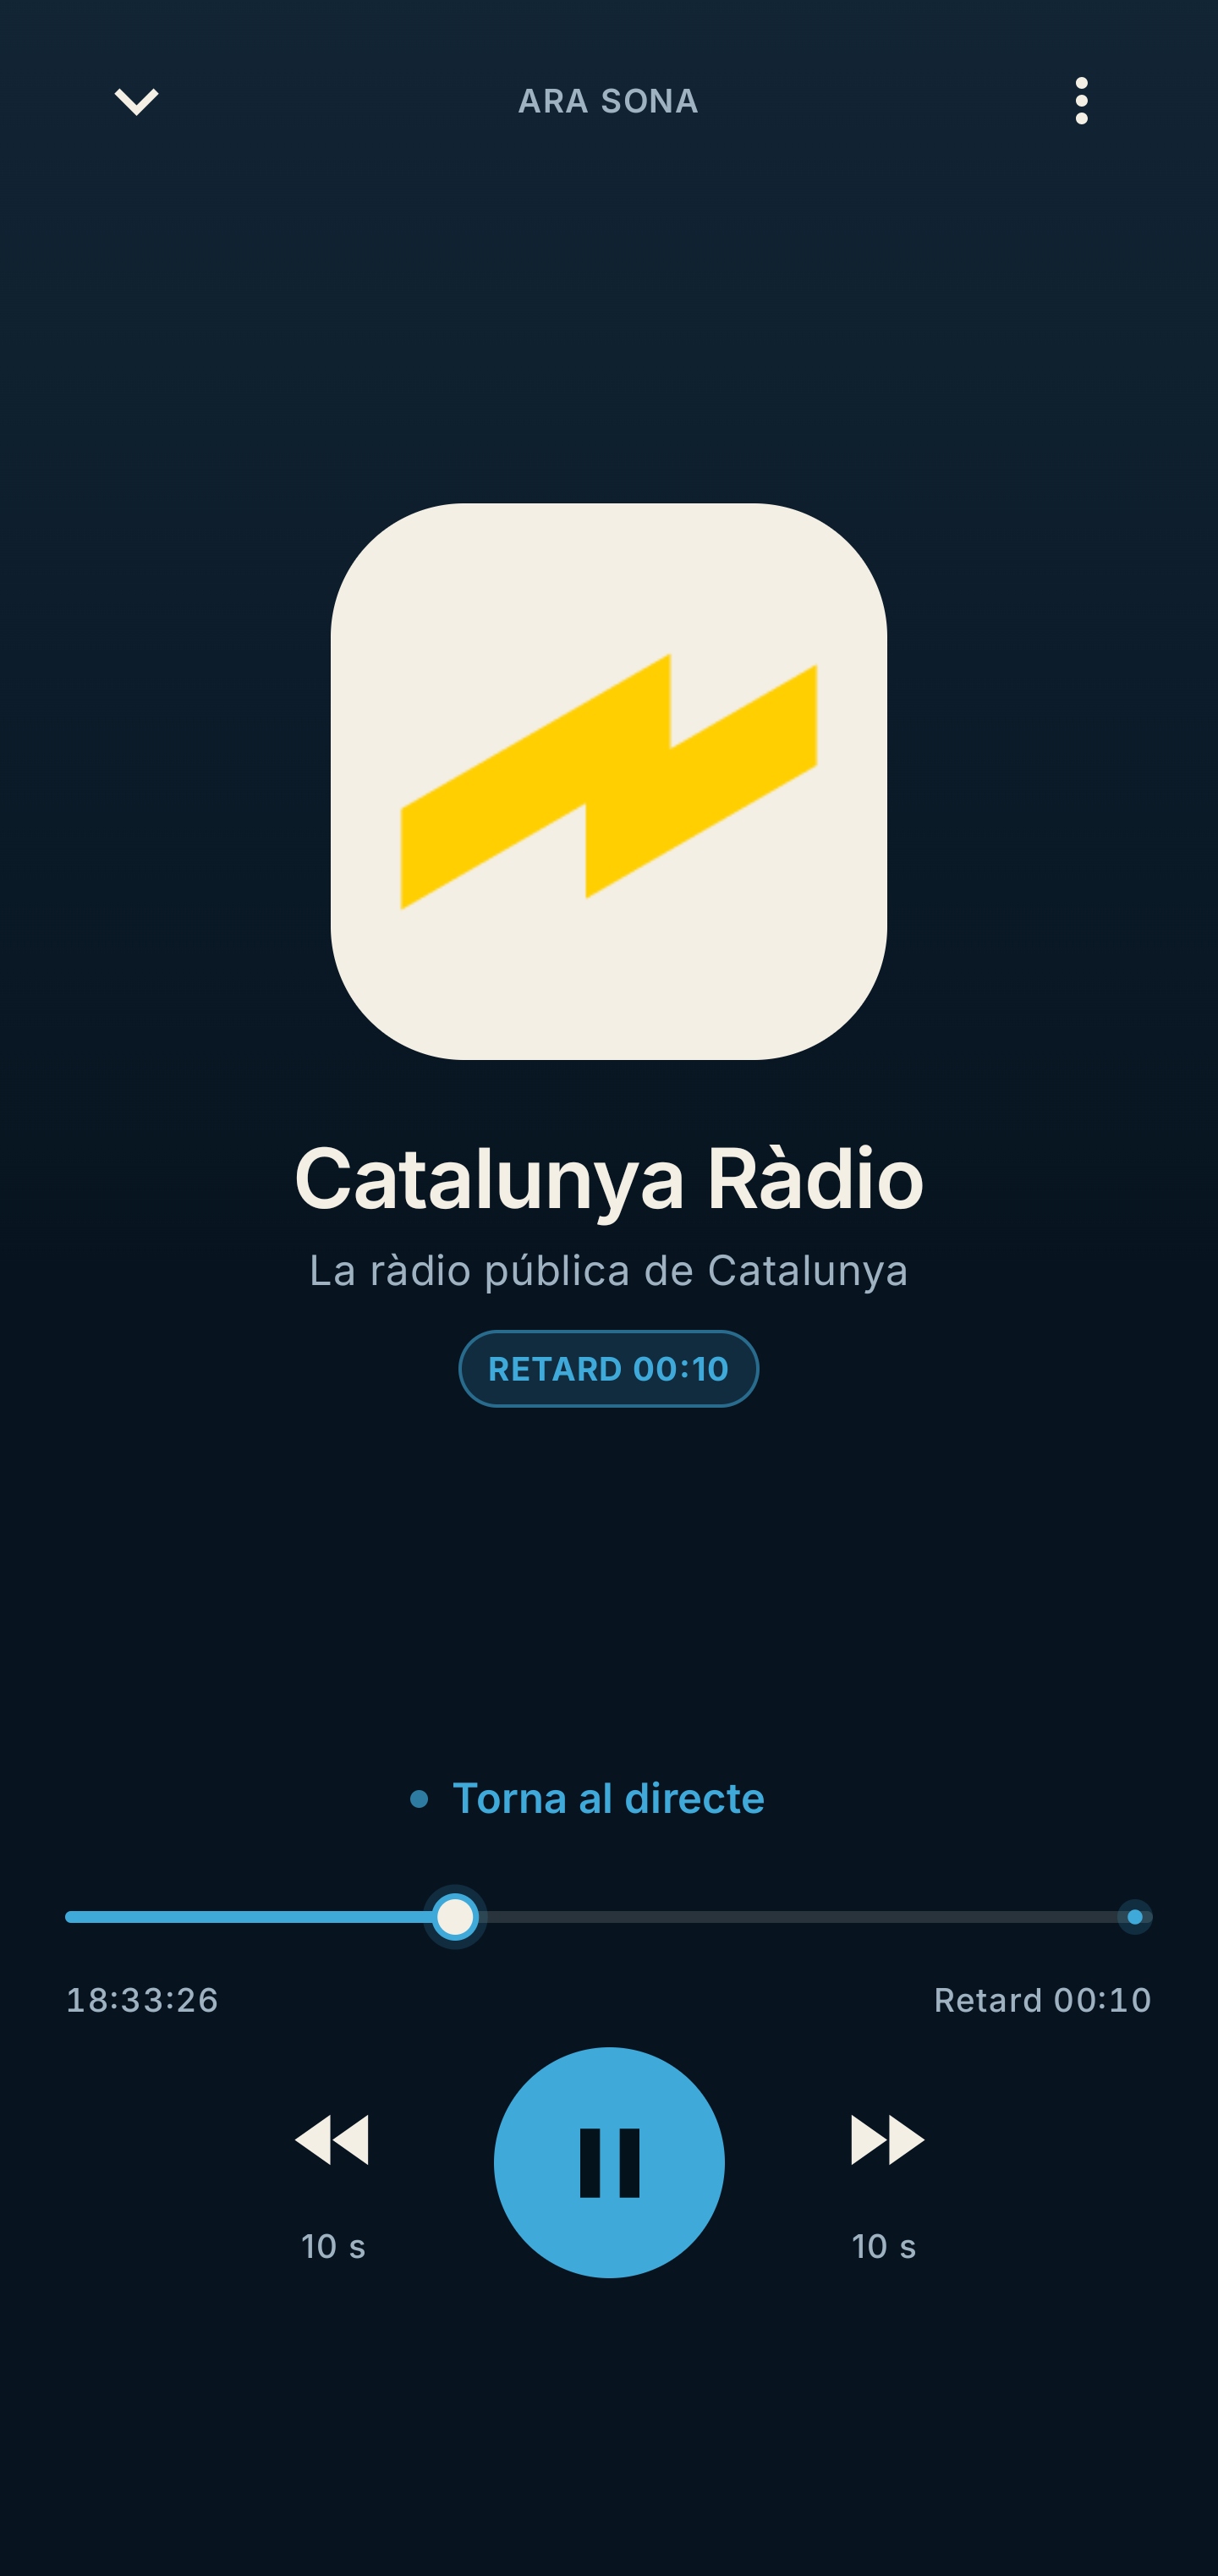 ARA SONA
Catalunya Ràdio
La ràdio pública de Catalunya
RETARD 00:10
Torna al directe
18:33:26
Retard 00:10
10 s
10 s